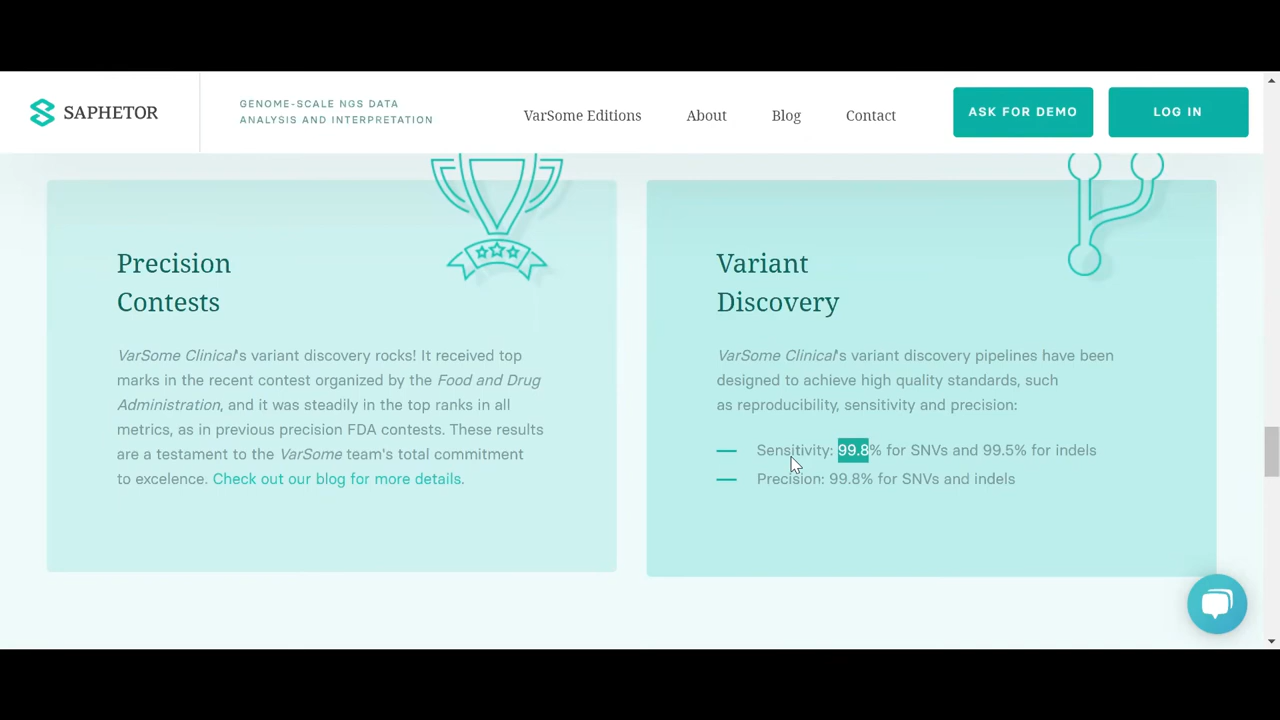 SAPHETOR
GENOME-SCALE NGS DATA
ANALYSIS AND INTERPRETATION
VarSome Editions
About
Blog
Contact
ASK FOR DEMO
LOG IN
Precision
Contests
VarSome Clinical's variant discovery rocks! It received top
marks in the recent contest organized by the Food and Drug
Administration, and it was steadily in the top ranks in all
metrics, as in previous precision FDA contests. These results
are a testament to the VarSome team's total commitment
to excelence. Check out our blog for more details.
Variant
Discovery
VarSome Clinical's variant discovery pipelines have been
designed to achieve high quality standards, such
as reproducibility, sensitivity and precision:
Sensitivity: 99.8% for SNVs and 99.5% for indels
Precision: 99.8% for SNVs and indels